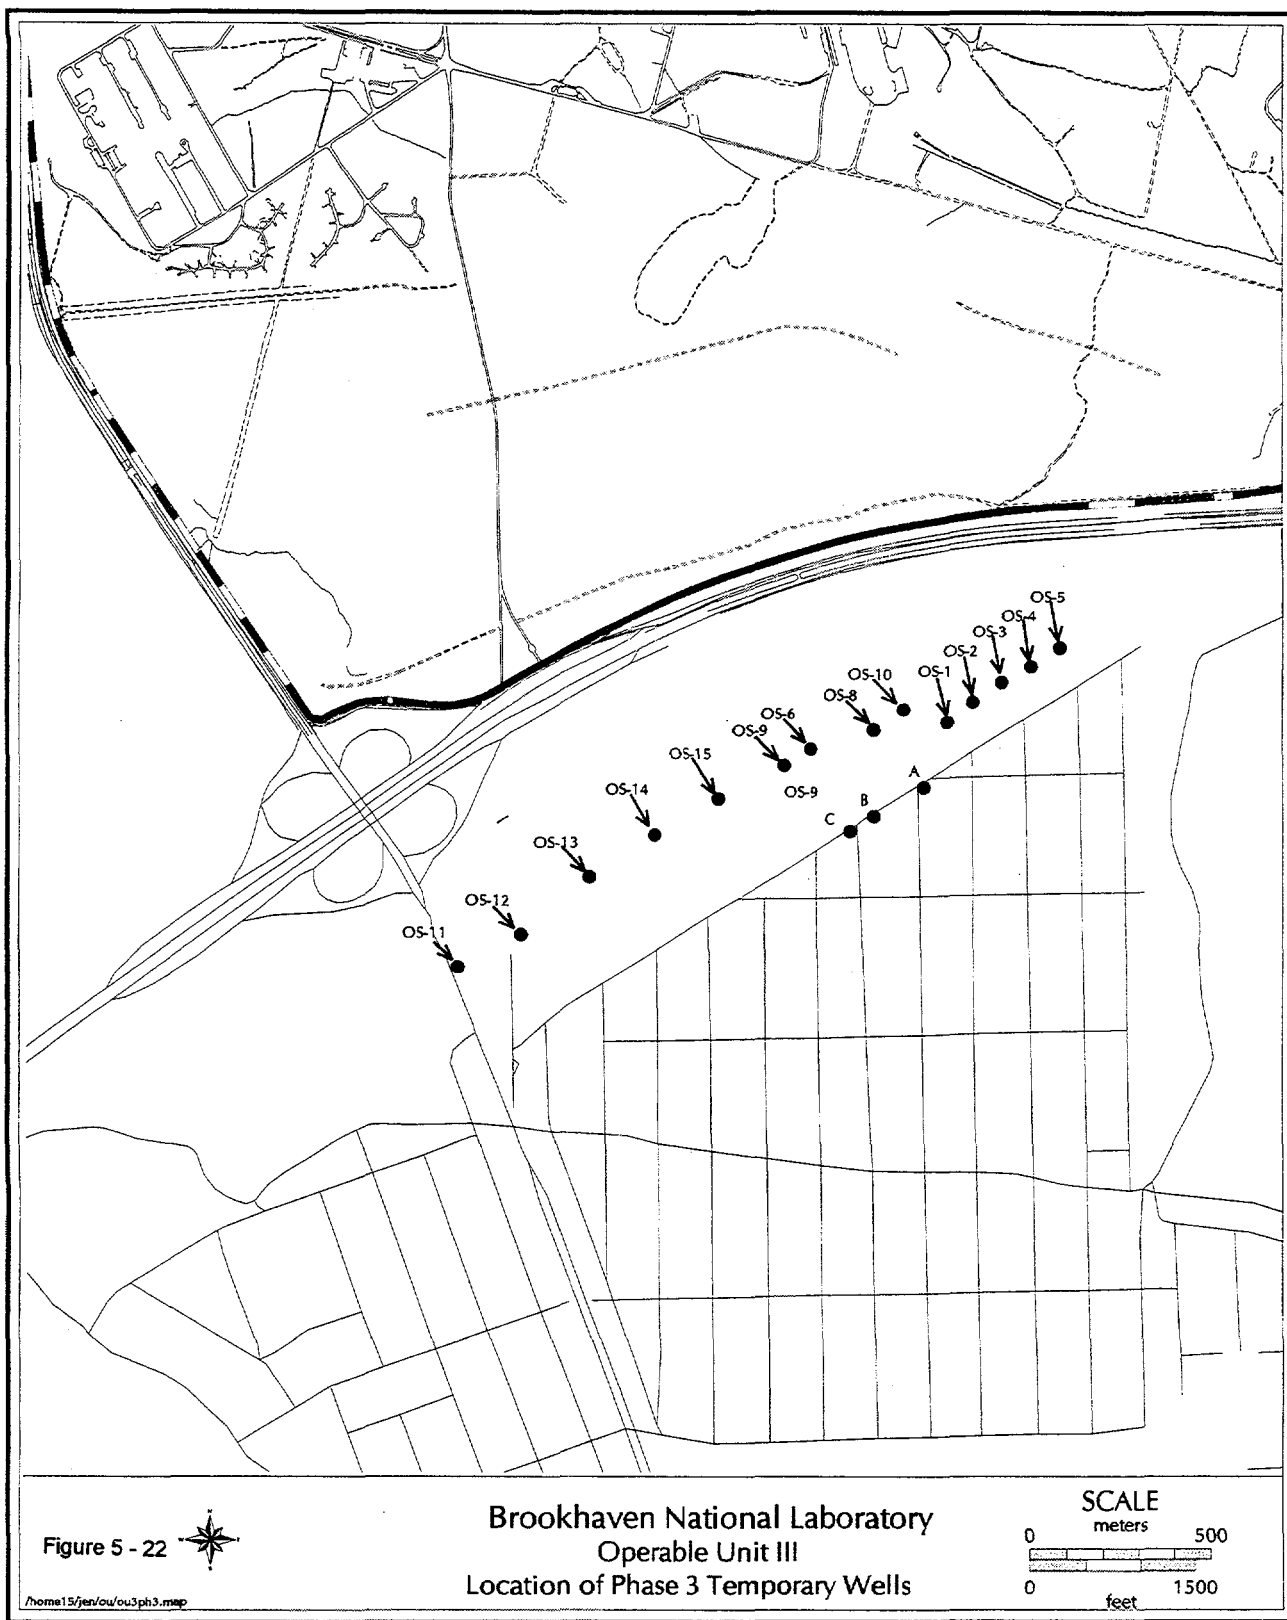 OS-5
OS-4
OS-3
OS-2
OS-1
OS-10
OS-8
OS-6
OS-9
OS-15
OS-14
OS-13
OS-12
OS-11
OS-9
A
B
C
Figure 5 - 22
Brookhaven National Laboratory
Operable Unit III
Location of Phase 3 Temporary Wells
SCALE
meters
0 500
0 1500
feet
/home15/jen/ou/ou3ph3.map